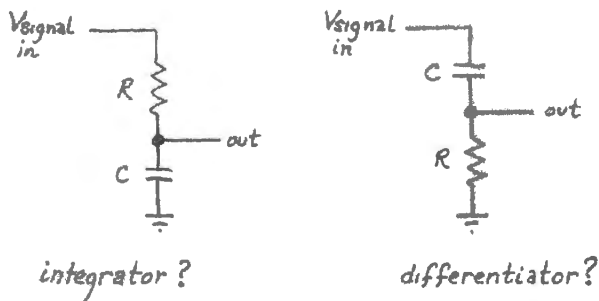 Vsignal
in
R
out
C
integrator?
Vsignal
in
C
out
R
differentiator?